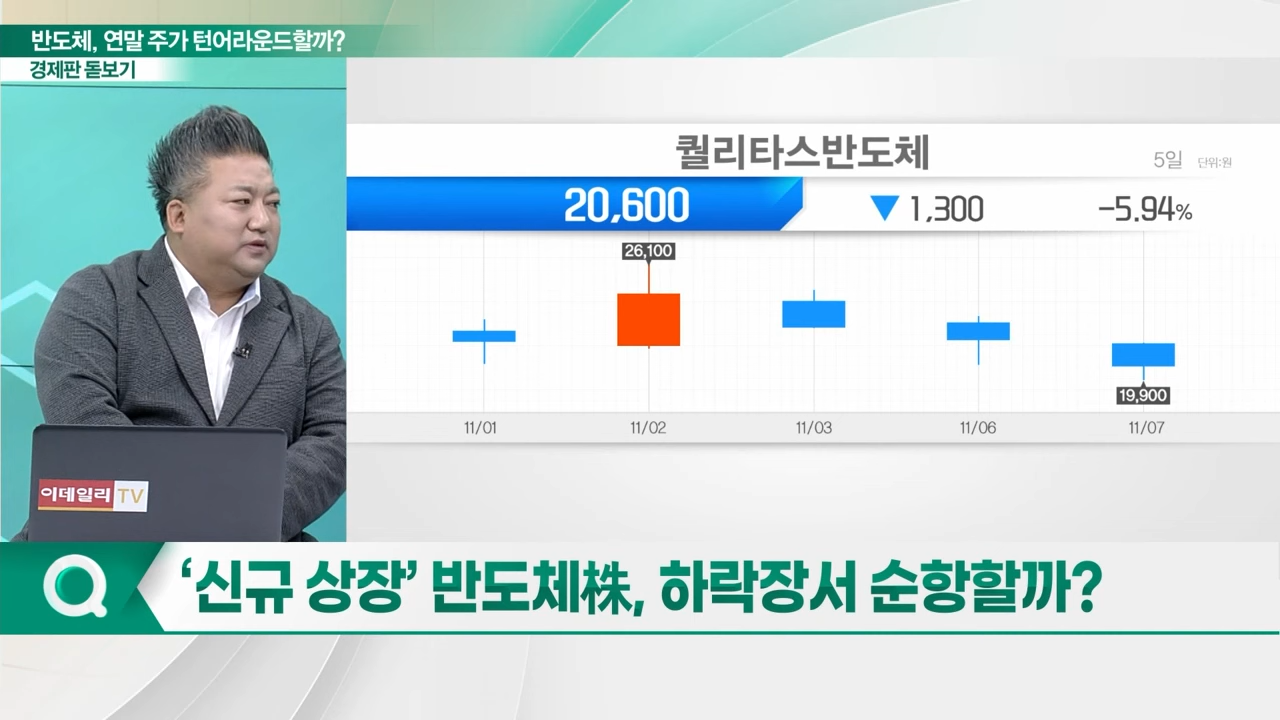 반도체, 연말 주가 턴어라운드할까?
경제판 돋보기
퀄리타스반도체
5일 단위:원
20,600 ▼1,300 -5.94%
26,100
19,900
11/01 11/02 11/03 11/06 11/07
이데일리TV
‘신규 상장’ 반도체株, 하락장서 순항할까?